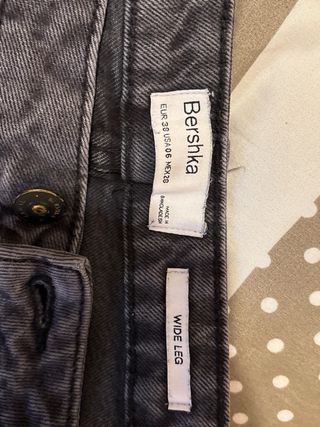 Bershka
EUR 38 USA 06 MEX 28
MADE IN
BANGLADESH
WIDE LEG